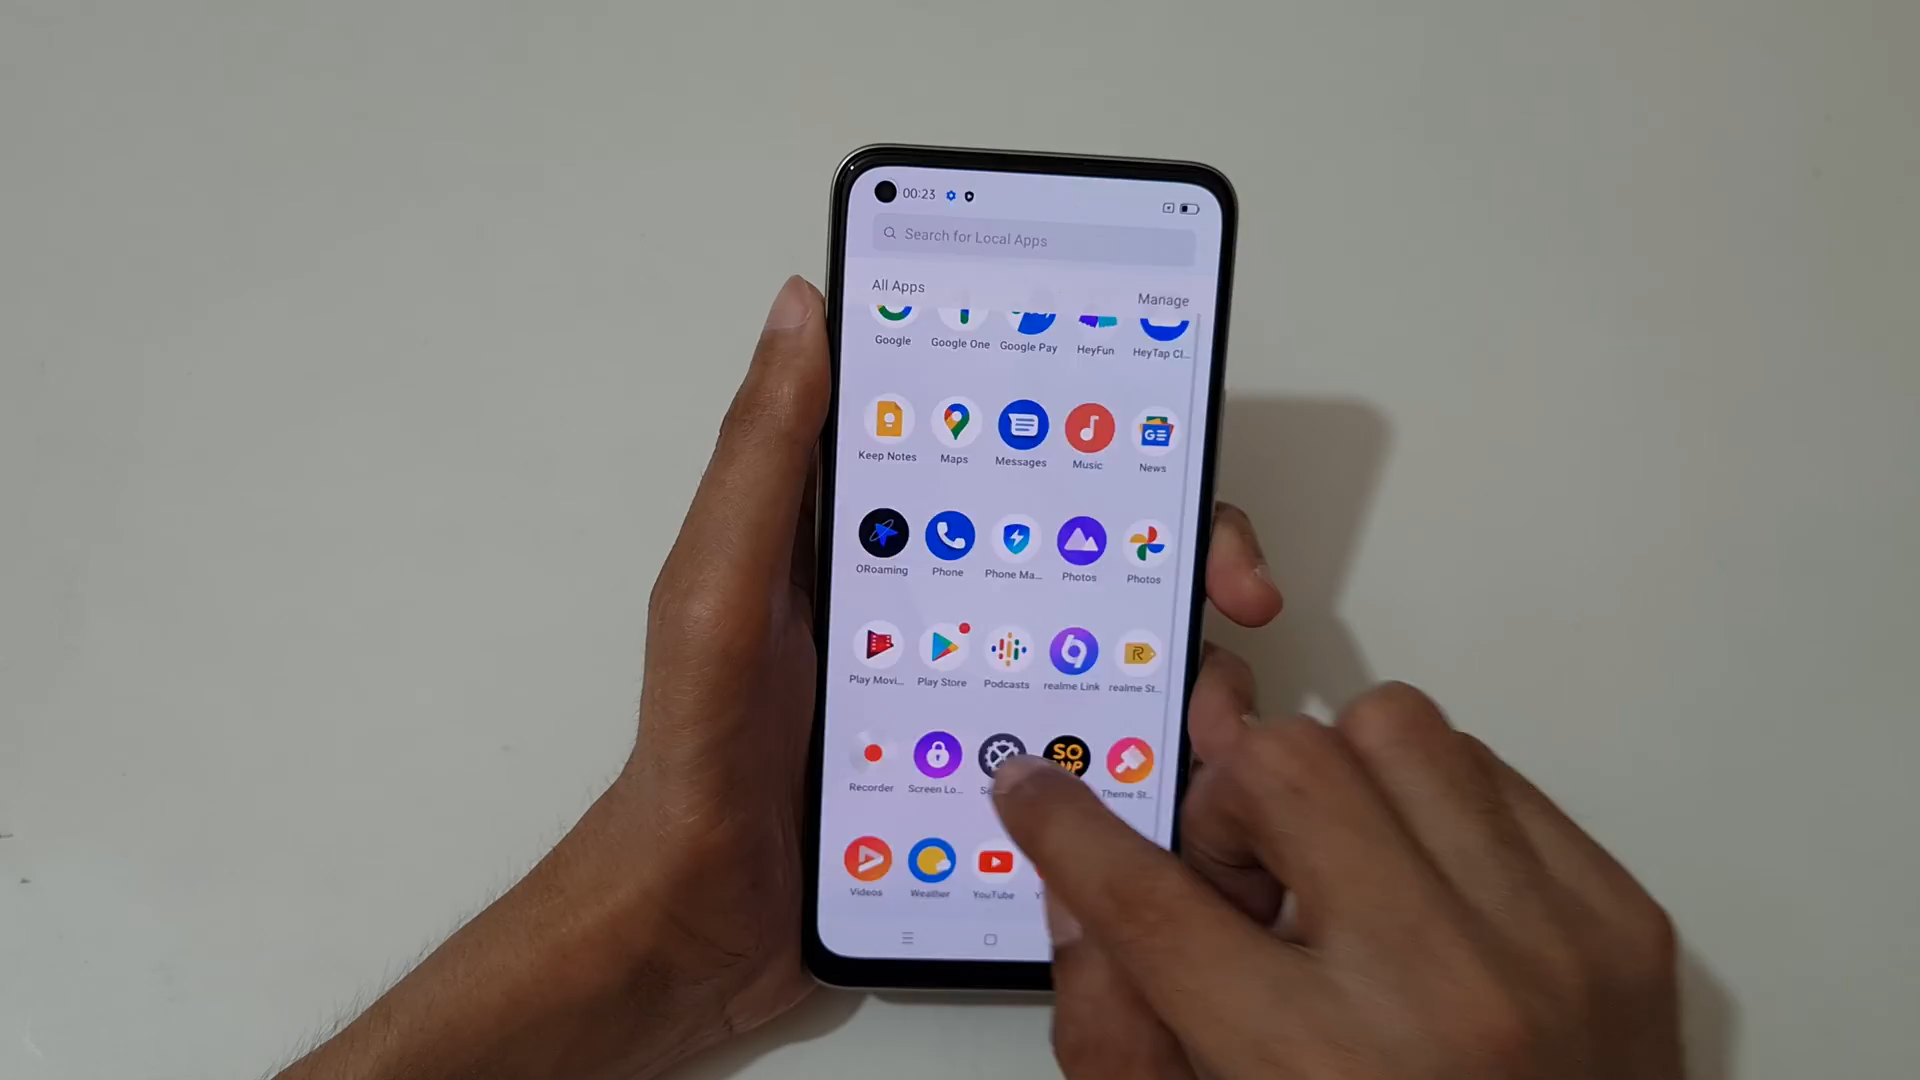 00:23
Search for Local Apps
All Apps
Manage
Google
Google One
Google Pay
HeyFun
HeyTap Cl...
Keep Notes
Maps
Messages
Music
News
GE
ORoaming
Phone
Phone Ma...
Photos
Photos
R
Play Movi...
Play Store
Podcasts
realme Link
realme St...
SO
Recorder
Screen Lo...
Theme St...
Videos
Weather
YouTube